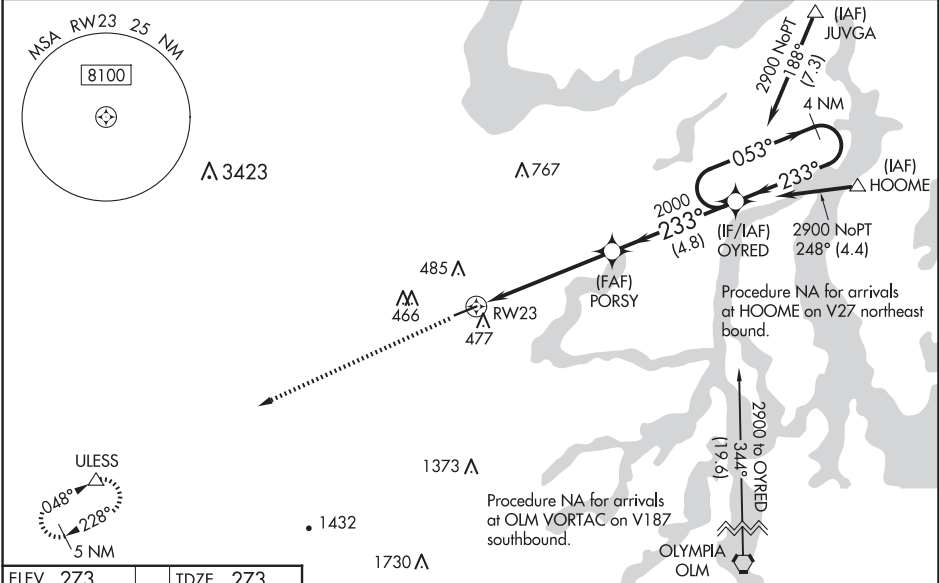 MSA RW23 25 NM
8100
3423
767
(IAF)
JUVGA
2900 NoPT
188°
(7.3)
4 NM
053°
233°
(IAF)
HOOME
2000
233°
(4.8)
(IF/IAF)
OYRED
2900 NoPT
248° (4.4)
(FAF)
PORSY
485
466
RW23
477
Procedure NA for arrivals
at HOOME on V27 northeast
bound.
2900 to OYRED
344°
(19.6)
ULESS
048°
228°
5 NM
1373
1432
1730
Procedure NA for arrivals
at OLM VORTAC on V187
southbound.
OLYMPIA
OLM
ELEV 273
TDZE 273